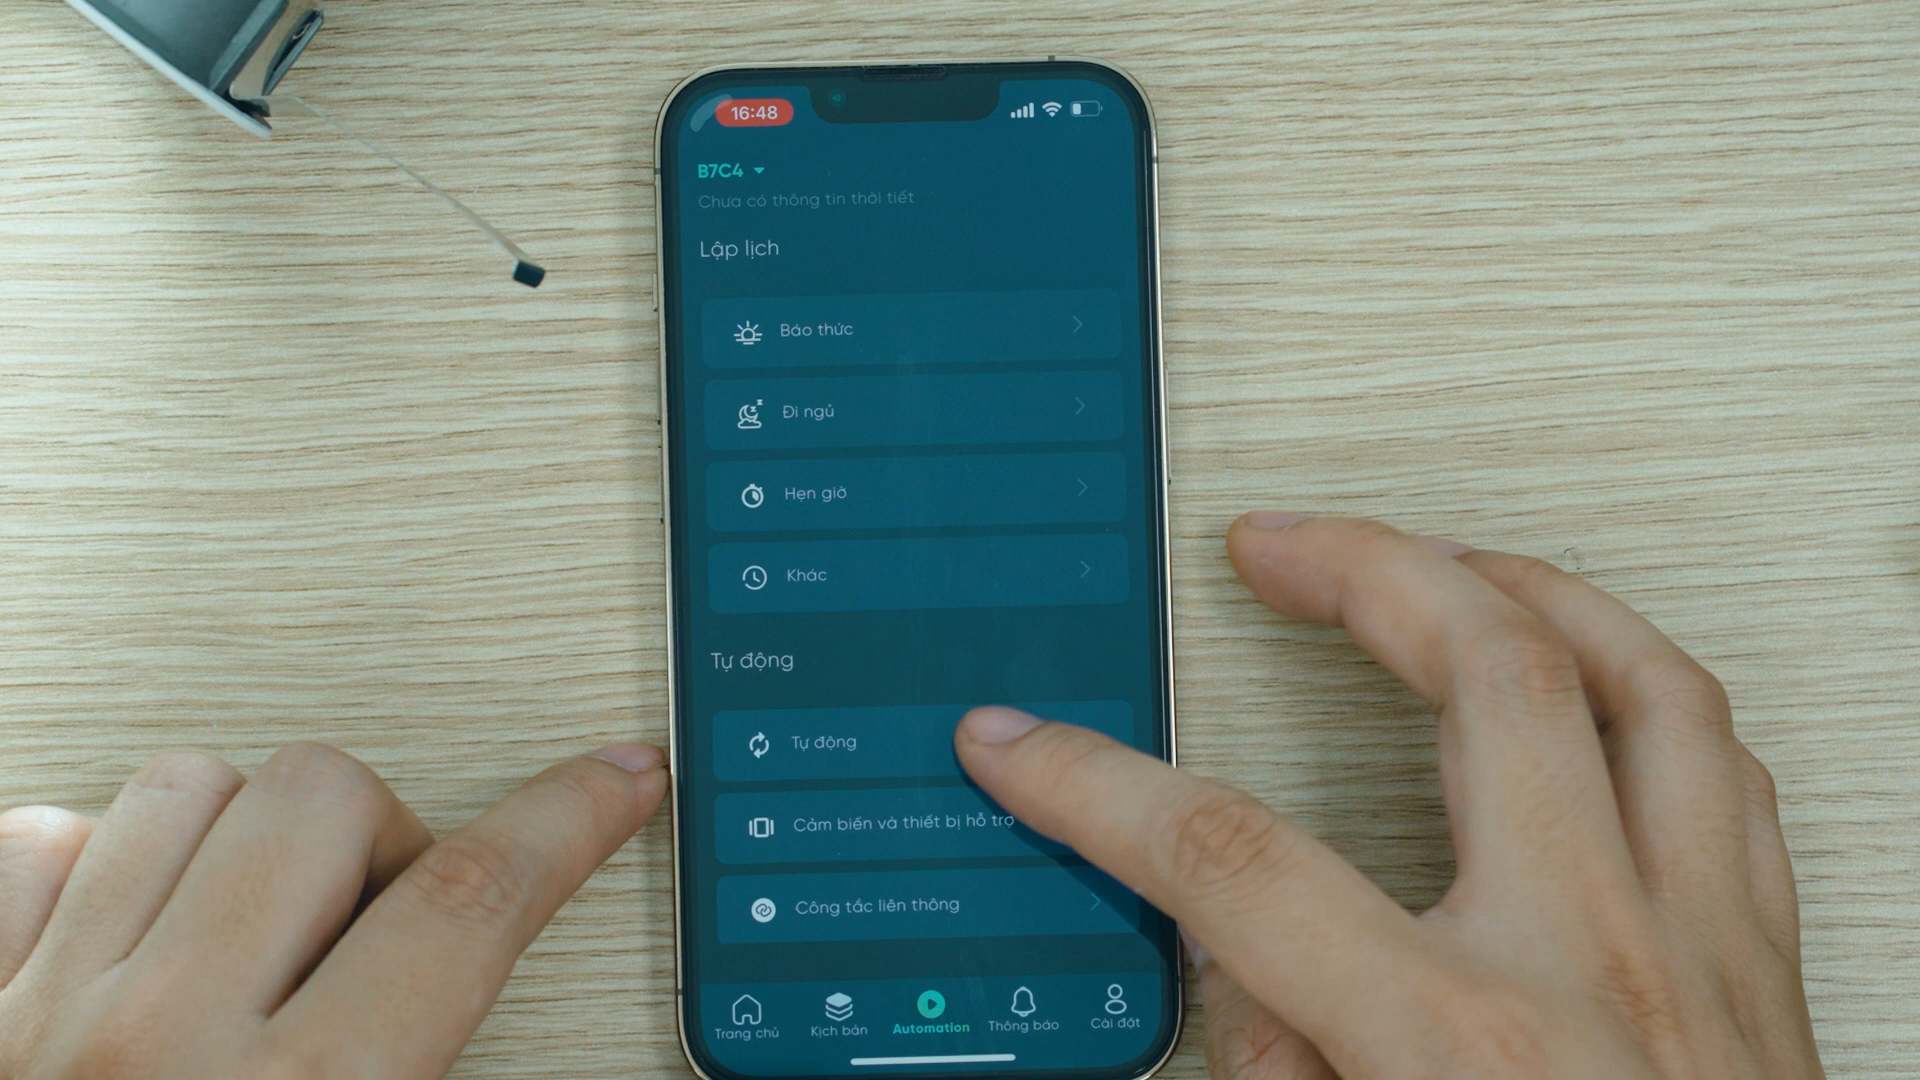 16:48
B7C4
Chưa có thông tin thời tiết
Lập lịch
Báo thức
Đi ngủ
Hẹn giờ
Khác
Tự động
Tự động
Cảm biến và thiết bị hỗ trợ
Công tắc liên thông
Trang chủ
Kịch bản
Automation
Thông báo
Cài đặt